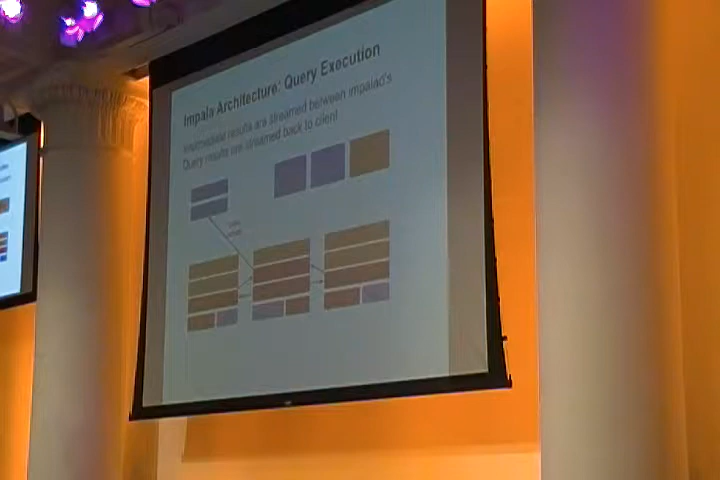 Impala Architecture: Query Execution
Intermediate results are streamed between impalad's
Query results are streamed back to client